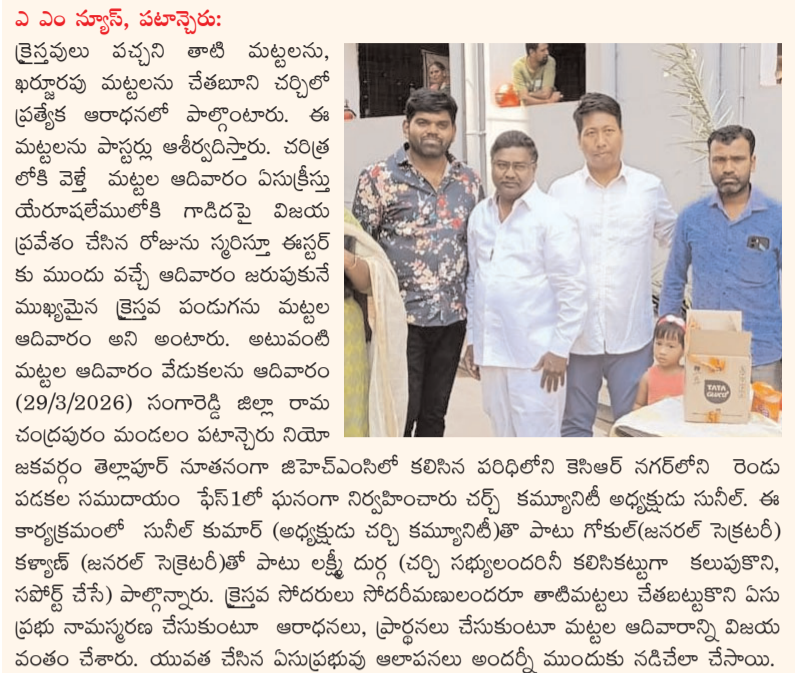 ఎ ఎం న్యూస్, పటాన్చెరు:
క్రైస్తవులు పచ్చని తాటి మట్టలను,
ఖర్జూరపు మట్టలను చేతబూని చర్చిలో
ప్రత్యేక ఆరాధనలో పాల్గొంటారు. ఈ
మట్టలను పాస్టర్లు ఆశీర్వదిస్తారు. చరిత్ర
లోకి వెళ్తే మట్టల ఆదివారం ఏసుక్రీస్తు
యేరూషలేములోకి గాడిదపై విజయ
ప్రవేశం చేసిన రోజును స్మరిస్తూ ఈస్టర్
కు ముందు వచ్చే ఆదివారం జరుపుకునే
ముఖ్యమైన క్రైస్తవ పండుగను మట్టల
ఆదివారం అని అంటారు. అటువంటి
మట్టల ఆదివారం వేడుకలను ఆదివారం
(29/3/2026) సంగారెడ్డి జిల్లా రామ
చంద్రపురం మండలం పటాన్చెరు నియో
జకవర్గం తెల్లాపూర్ నూతనంగా జిహెచ్ఎంసిలో కలిసిన పరిధిలోని కెసిఆర్ నగర్‌లోని రెండు
పడకల సముదాయం ఫేస్1లో ఘనంగా నిర్వహించారు చర్చ్ కమ్యూనిటీ అధ్యక్షుడు సునీల్. ఈ
కార్యక్రమంలో సునీల్ కుమార్ (అధ్యక్షుడు చర్చి కమ్యూనిటీ)తొ పాటు గోకుల్(జనరల్ సెక్రటరీ)
కళ్యాణ్ (జనరల్ సెక్రెటరీ)తో పాటు లక్ష్మీ దుర్గ (చర్చి సభ్యులందరినీ కలిసికట్టుగా కలుపుకొని,
సపోర్ట్ చేసే) పాల్గొన్నారు. క్రైస్తవ సోదరులు సోదరీమణులందరూ తాటిమట్టలు చేతబట్టుకొని ఏసు
ప్రభు నామస్మరణ చేసుకుంటూ ఆరాధనలు, ప్రార్థనలు చేసుకుంటూ మట్టల ఆదివారాన్ని విజయ
వంతం చేశారు. యువత చేసిన ఏసుప్రభువు ఆలాపనలు అందర్నీ ముందుకు నడిచేలా చేసాయి.
TATA